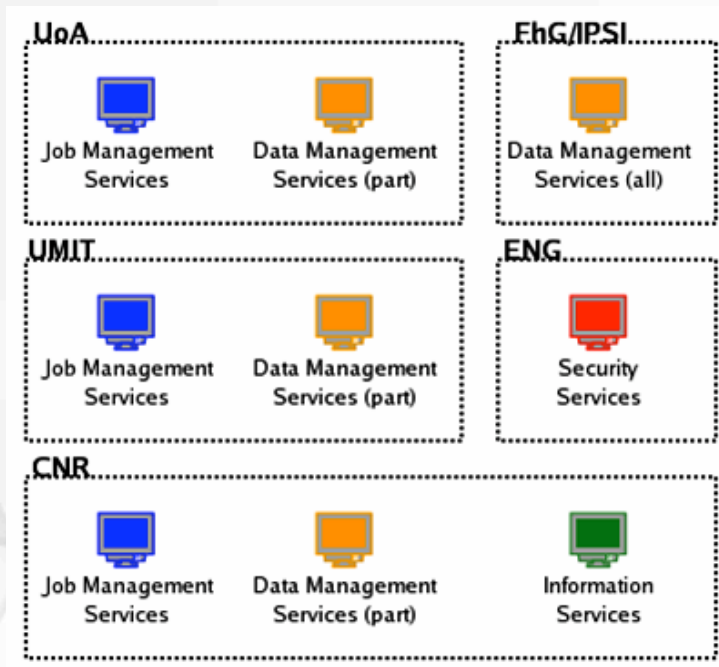 UoA
FhG/IPSI
Job Management
Services
Data Management
Services (part)
Data Management
Services (all)
UMIT
ENG
Job Management
Services
Data Management
Services (part)
Security
Services
CNR
Job Management
Services
Data Management
Services (part)
Information
Services